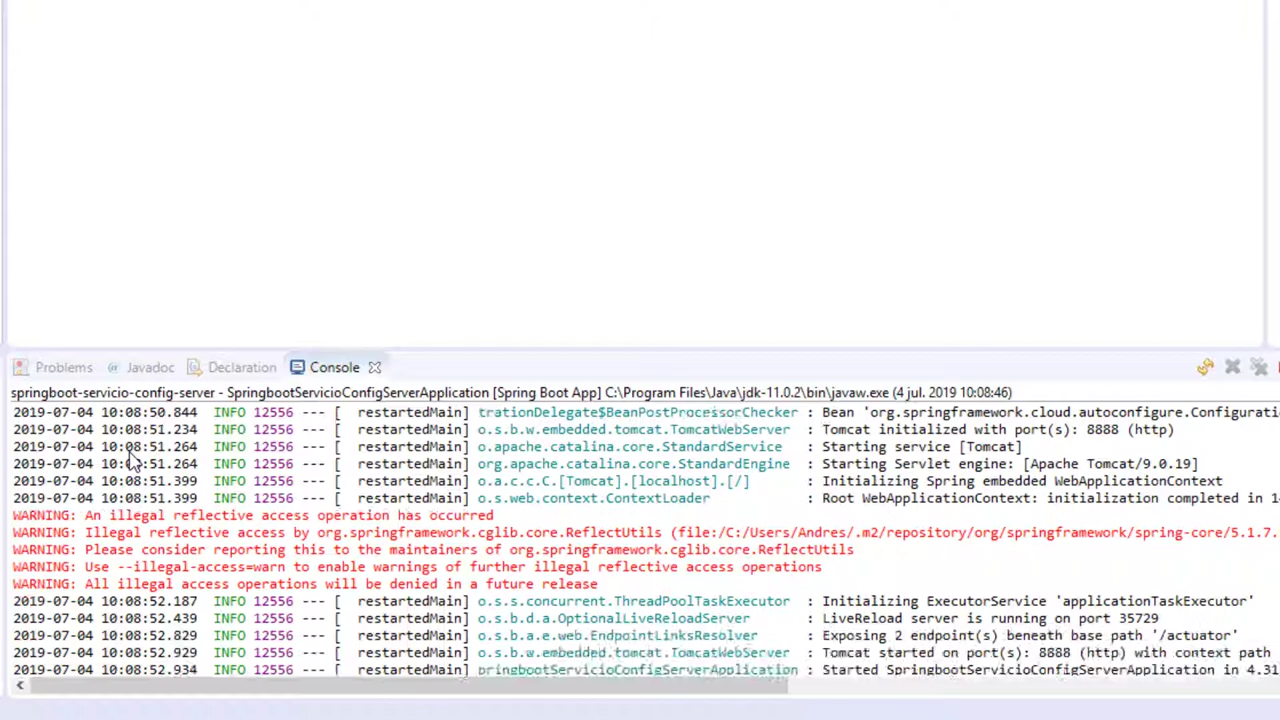 Problems Javadoc Declaration Console
springboot-servicio-config-server - SpringbootServicioConfigServerApplication [Spring Boot App] C:\Program Files\Java\jdk-11.0.2\bin\javaw.exe (4 jul. 2019 10:08:46)
2019-07-04 10:08:50.844 INFO 12556 --- [ restartedMain] trationDelegate$BeanPostProcessorChecker : Bean 'org.springframework.cloud.autoconfigure.Configurati
2019-07-04 10:08:51.234 INFO 12556 --- [ restartedMain] o.s.b.w.embedded.tomcat.TomcatWebServer : Tomcat initialized with port(s): 8888 (http)
2019-07-04 10:08:51.264 INFO 12556 --- [ restartedMain] o.apache.catalina.core.StandardService : Starting service [Tomcat]
2019-07-04 10:08:51.264 INFO 12556 --- [ restartedMain] org.apache.catalina.core.StandardEngine : Starting Servlet engine: [Apache Tomcat/9.0.19]
2019-07-04 10:08:51.399 INFO 12556 --- [ restartedMain] o.a.c.c.C.[Tomcat].[localhost].[/] : Initializing Spring embedded WebApplicationContext
2019-07-04 10:08:51.399 INFO 12556 --- [ restartedMain] o.s.web.context.ContextLoader : Root WebApplicationContext: initialization completed in 1
WARNING: An illegal reflective access operation has occurred
WARNING: Illegal reflective access by org.springframework.cglib.core.ReflectUtils (file:/C:/Users/Andres/.m2/repository/org/springframework/spring-core/5.1.7.
WARNING: Please consider reporting this to the maintainers of org.springframework.cglib.core.ReflectUtils
WARNING: Use --illegal-access=warn to enable warnings of further illegal reflective access operations
WARNING: All illegal access operations will be denied in a future release
2019-07-04 10:08:52.187 INFO 12556 --- [ restartedMain] o.s.s.concurrent.ThreadPoolTaskExecutor : Initializing ExecutorService 'applicationTaskExecutor'
2019-07-04 10:08:52.439 INFO 12556 --- [ restartedMain] o.s.b.d.a.OptionalLiveReloadServer : LiveReload server is running on port 35729
2019-07-04 10:08:52.829 INFO 12556 --- [ restartedMain] o.s.b.a.e.web.EndpointLinksResolver : Exposing 2 endpoint(s) beneath base path '/actuator'
2019-07-04 10:08:52.929 INFO 12556 --- [ restartedMain] o.s.b.w.embedded.tomcat.TomcatWebServer : Tomcat started on port(s): 8888 (http) with context path
2019-07-04 10:08:52.934 INFO 12556 --- [ restartedMain] pringbootServicioConfigServerApplication : Started SpringbootServicioConfigServerApplication in 4.31